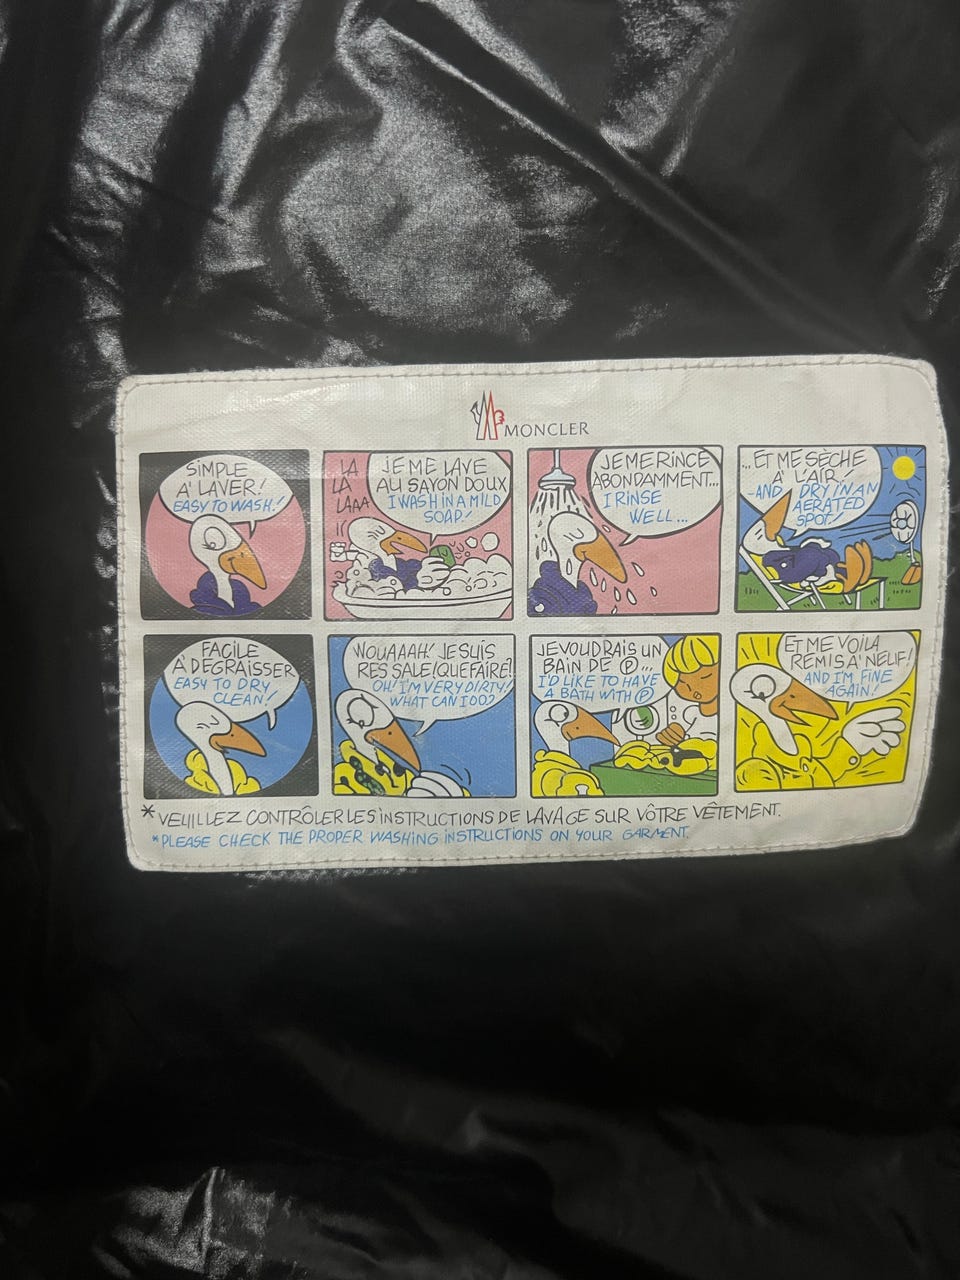 MONCLER
SIMPLE
A' LAVER!
EASY TO WASH!
LA
LA
LAAA
JE ME LAVE
AU SAVON DOUX
I WASH IN A MILD
SOAP!
JE ME RINCE
ABONDAMMENT...
I RINSE
WELL...
...ET ME SÈCHE
A' L'AIR!
-AND DRY IN AN
AERATED
SPOT!
FACILE
A' DEGRAISSER
EASY TO DRY
CLEAN!
WOUAAAH! JE SUIS
RES SALE! QUE FAIRE?
OH! I'M VERY DIRTY!
WHAT CAN I DO?
JE VOUDRAIS UN
BAIN DE Ⓟ...
I'D LIKE TO HAVE
A BATH WITH Ⓟ
ET ME VOILA
REMIS A' NEUF!
AND I'M FINE
AGAIN!
*VEUILLEZ CONTRÔLER LES INSTRUCTIONS DE LAVAGE SUR VÔTRE VÊTEMENT.
*PLEASE CHECK THE PROPER WASHING INSTRUCTIONS ON YOUR GARMENT.